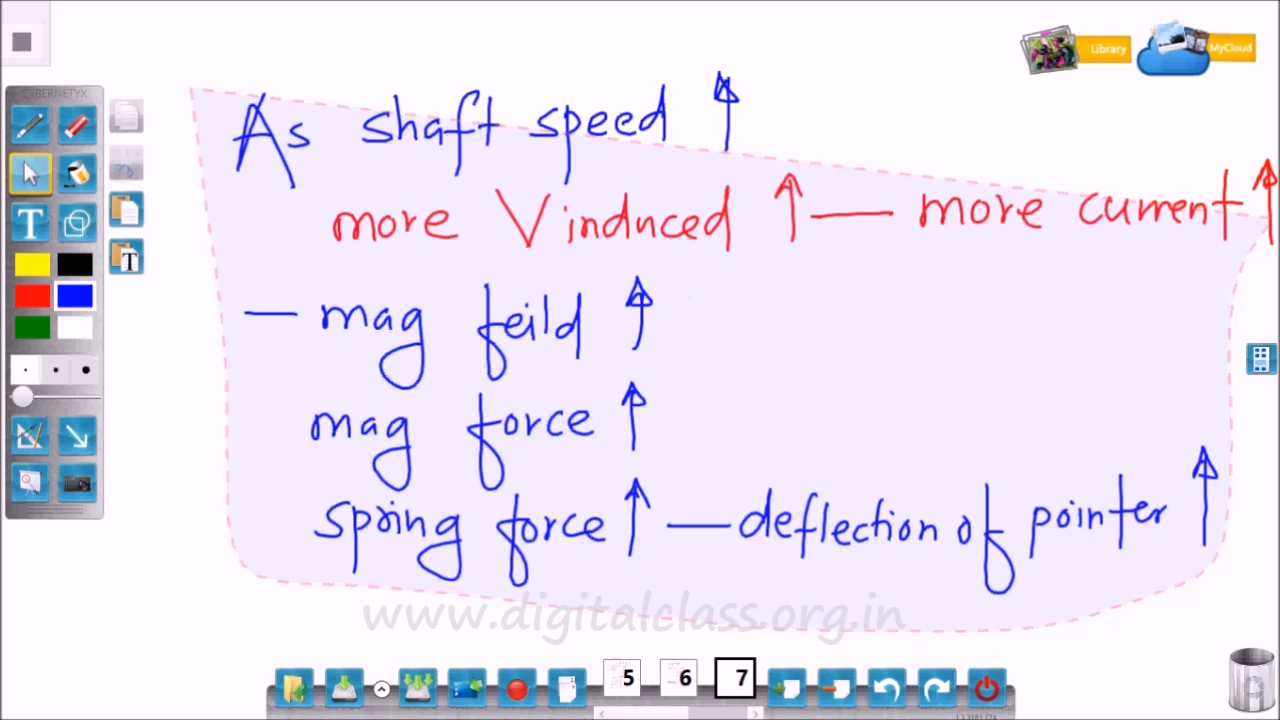 CYBERNETYX
Library
MyCloud
As shaft speed ↑
more V induced ↑ — more current ↑
— mag feild ↑
mag force ↑
spring force ↑ — deflection of pointer ↑
www.digitalclass.org.in
T
T
5 6 7